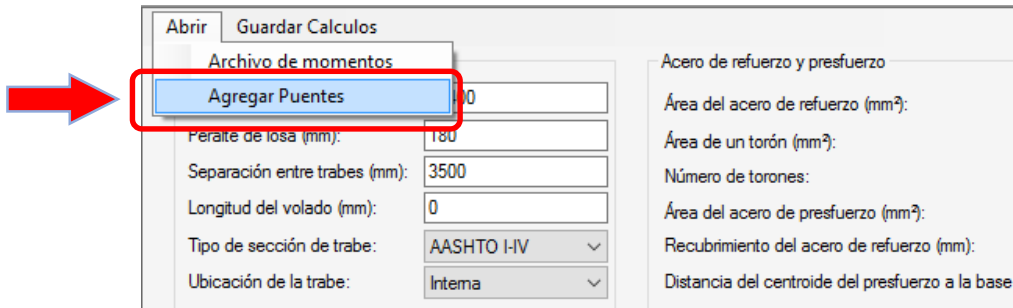 Abrir Guardar Calculos
Archivo de momentos
Agregar Puentes
Peralte de losa (mm): 180
Separación entre trabes (mm): 3500
Longitud del volado (mm): 0
Tipo de sección de trabe: AASHTO I-IV
Ubicación de la trabe: Interna
Acero de refuerzo y presfuerzo
Área del acero de refuerzo (mm²):
Área de un torón (mm²):
Número de torones:
Área del acero de presfuerzo (mm²):
Recubrimiento del acero de refuerzo (mm):
Distancia del centroide del presfuerzo a la base